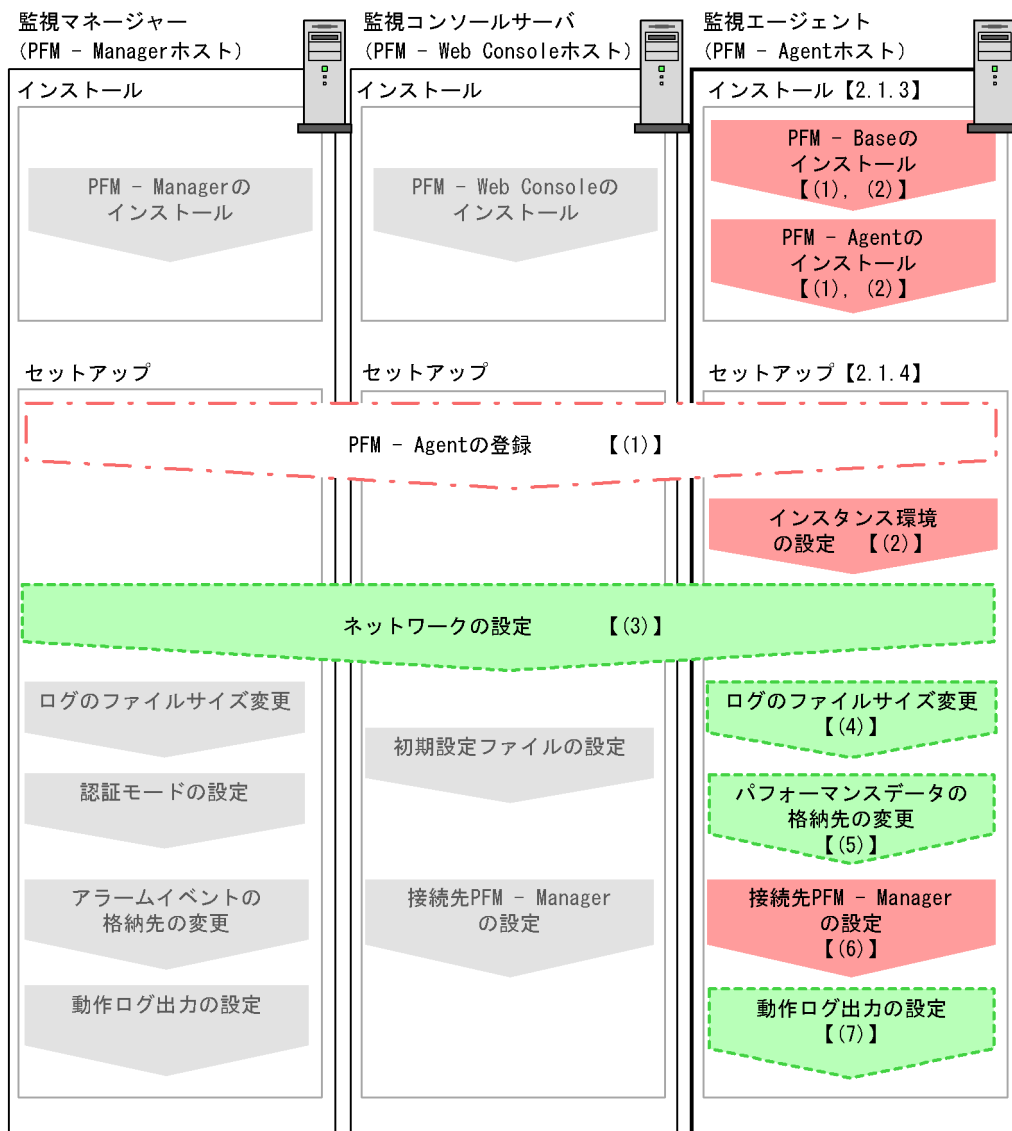 監視マネージャー
(PFM - Managerホスト)
インストール
PFM - Managerの
インストール
セットアップ
監視コンソールサーバ
(PFM - Web Consoleホスト)
インストール
PFM - Web Consoleの
インストール
セットアップ
監視エージェント
(PFM - Agentホスト)
インストール【2.1.3】
PFM - Baseの
インストール
【(1), (2)】
PFM - Agentの
インストール
【(1), (2)】
セットアップ【2.1.4】
PFM - Agentの登録 【(1)】
インスタンス環境
の設定 【(2)】
ネットワークの設定 【(3)】
ログのファイルサイズ変更
認証モードの設定
アラームイベントの
格納先の変更
動作ログ出力の設定
初期設定ファイルの設定
接続先PFM - Manager
の設定
ログのファイルサイズ変更
【(4)】
パフォーマンスデータの
格納先の変更
【(5)】
接続先PFM - Manager
の設定
【(6)】
動作ログ出力の設定
【(7)】